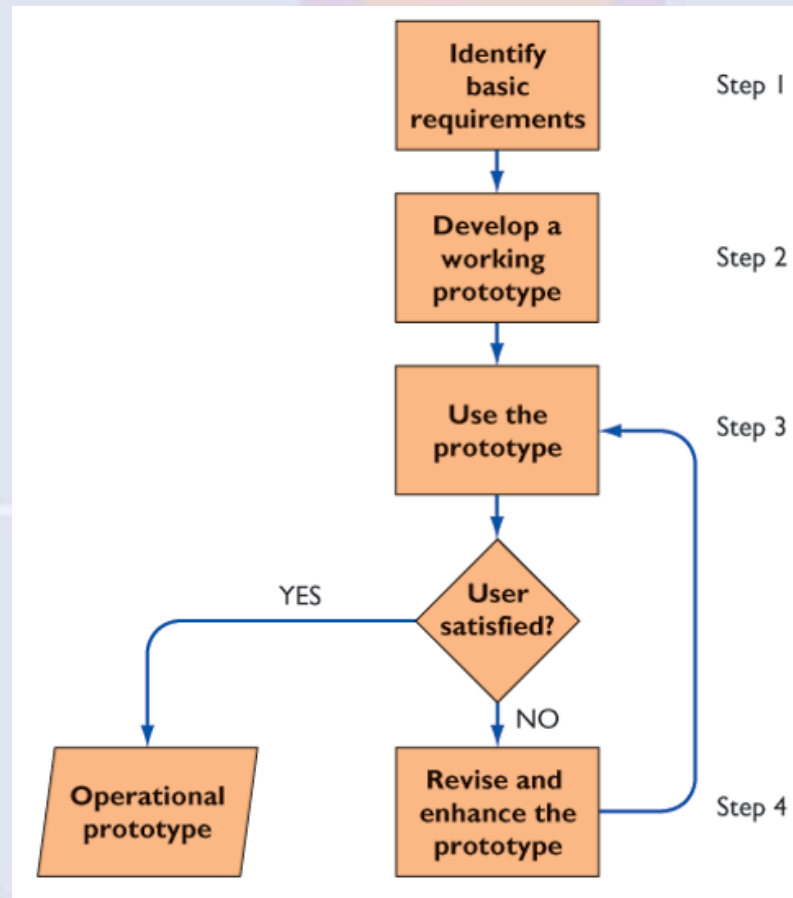 Identify
basic
requirements
Step 1
Develop a
working
prototype
Step 2
Use the
prototype
Step 3
User
satisfied?
YES
NO
Operational
prototype
Revise and
enhance the
prototype
Step 4